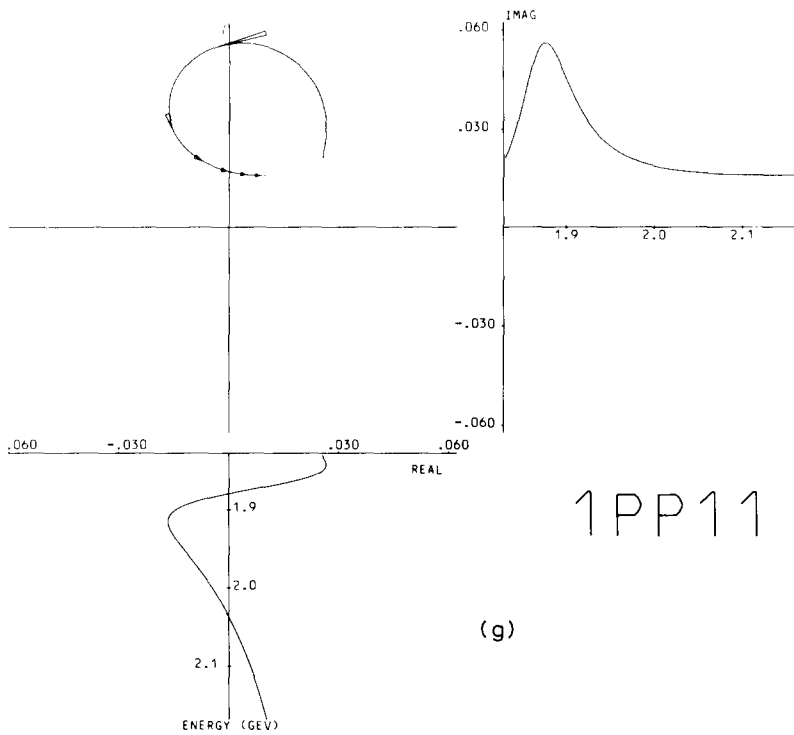 IMAG
.060
.030
1.9 2.0 2.1
-.030
-.060
.060 -.030 .030 .060
REAL
1.9
2.0
2.1
ENERGY (GEV)
1PP11
(g)